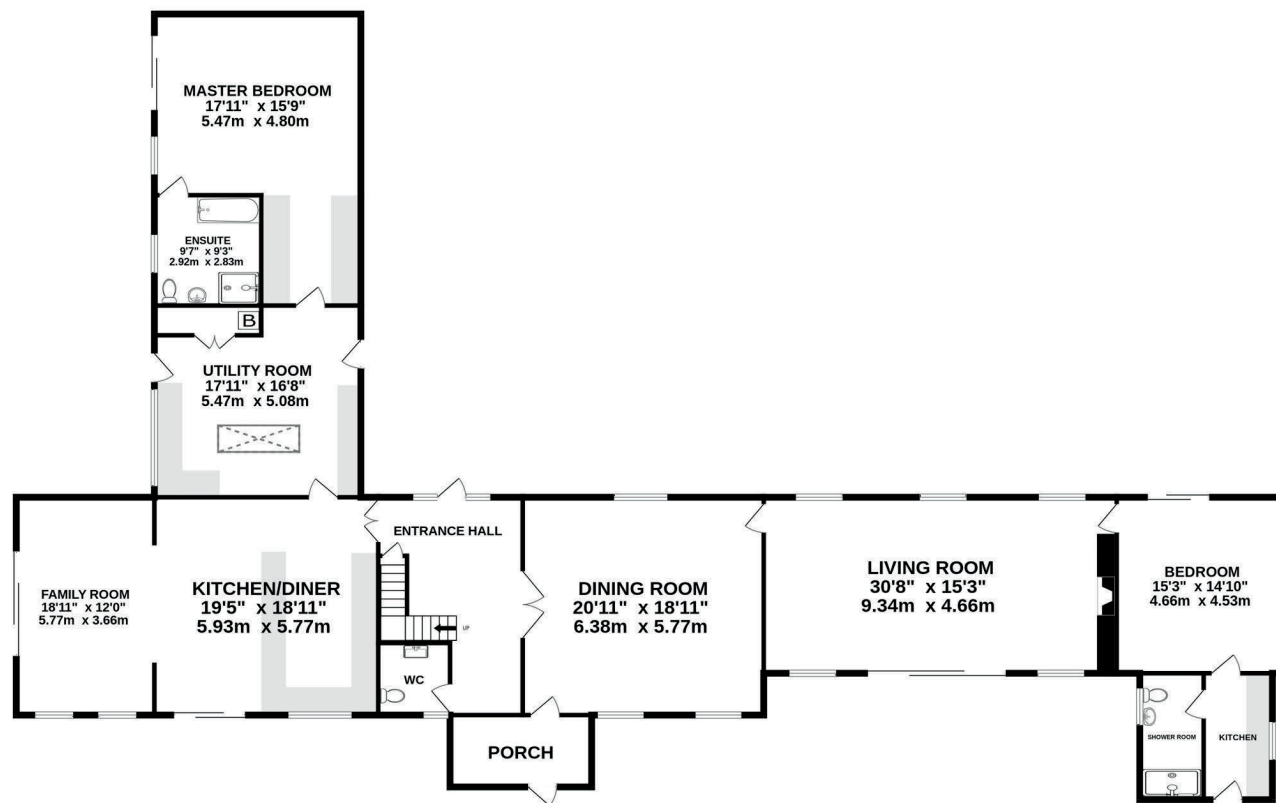 MASTER BEDROOM
17'11" x 15'9"
5.47m x 4.80m
ENSUITE
9'7" x 9'3"
2.92m x 2.83m
B
UTILITY ROOM
17'11" x 16'8"
5.47m x 5.08m
FAMILY ROOM
18'11" x 12'0"
5.77m x 3.66m
KITCHEN/DINER
19'5" x 18'11"
5.93m x 5.77m
ENTRANCE HALL
UP
WC
PORCH
DINING ROOM
20'11" x 18'11"
6.38m x 5.77m
LIVING ROOM
30'8" x 15'3"
9.34m x 4.66m
BEDROOM
15'3" x 14'10"
4.66m x 4.53m
SHOWER ROOM
KITCHEN